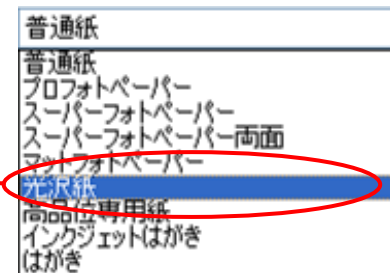 普通紙
普通紙
プロフォトペーパー
スーパーフォトペーパー
スーパーフォトペーパー両面
マットフォトペーパー
光沢紙
高品位専用紙
インクジェットはがき
はがき